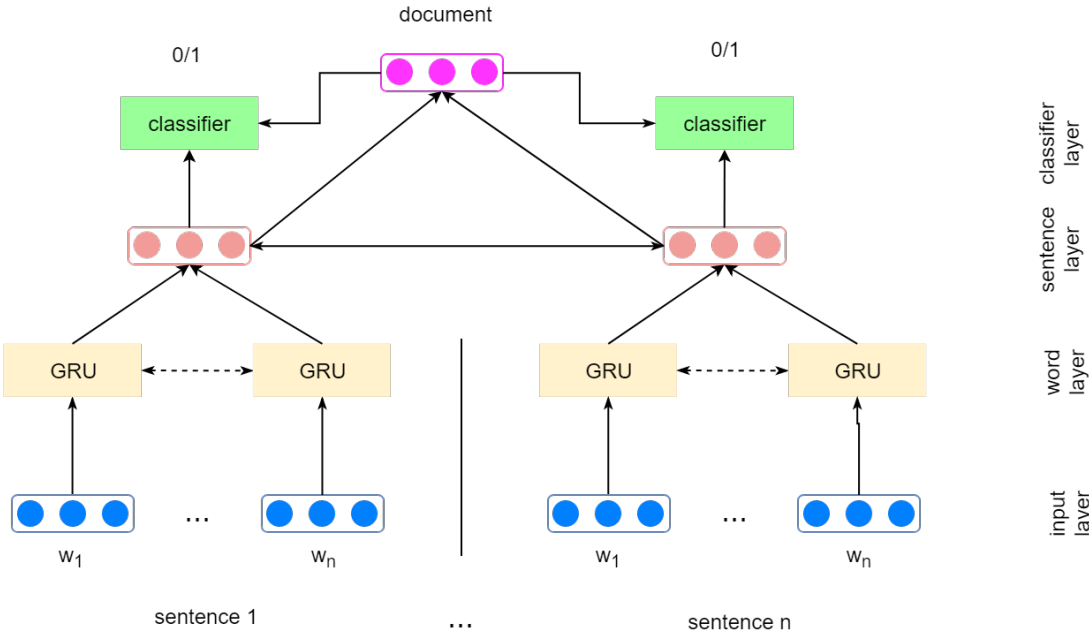 document
0/1
0/1
classifier
classifier
classifier
layer
sentence
layer
GRU
GRU
GRU
GRU
word
layer
...
...
input
layer
w1
wn
w1
wn
sentence 1
...
sentence n